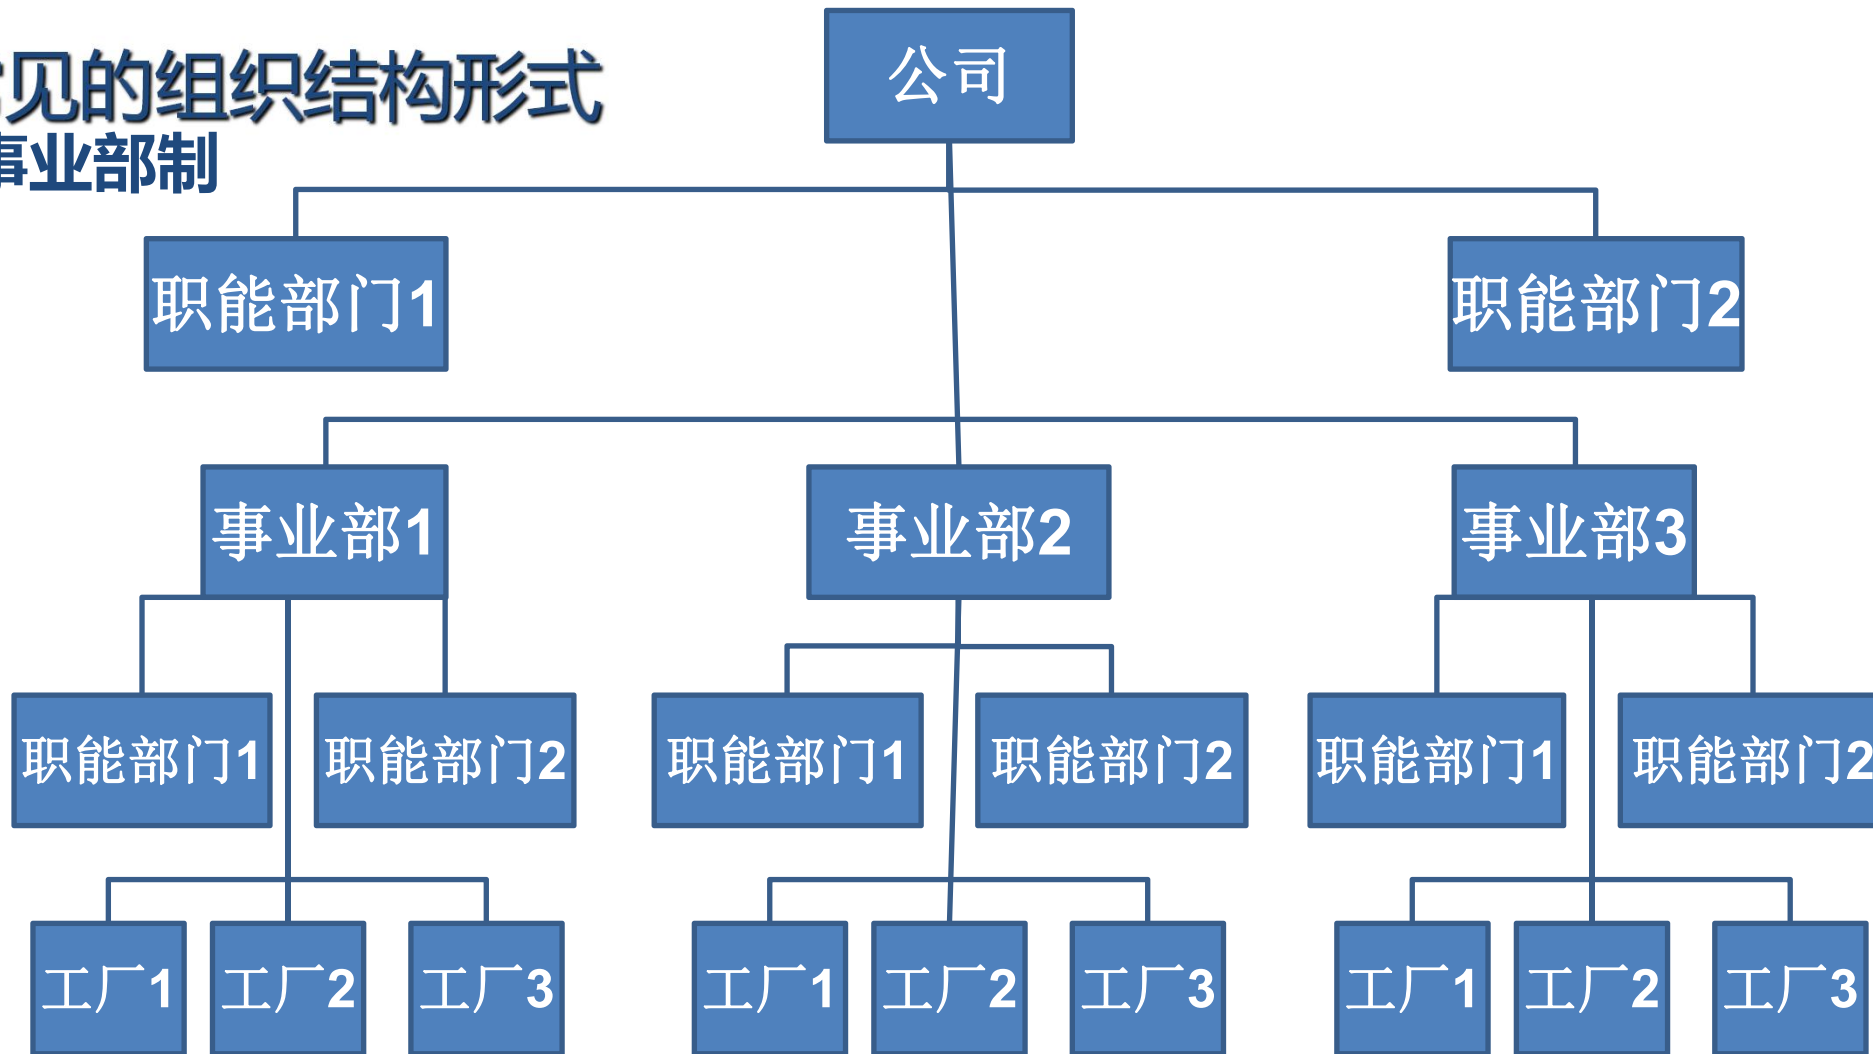 见的组织结构形式
事业部制
公司
职能部门1
职能部门2
事业部1
事业部2
事业部3
职能部门1
职能部门2
职能部门1
职能部门2
职能部门1
职能部门2
工厂1
工厂2
工厂3
工厂1
工厂2
工厂3
工厂1
工厂2
工厂3